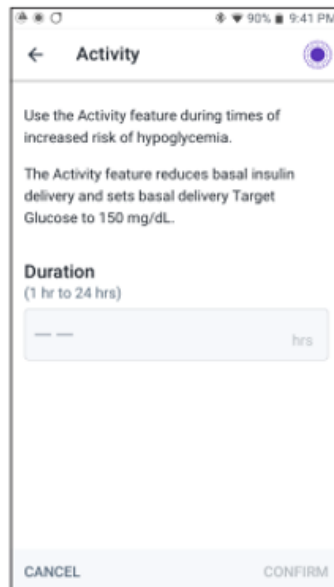 90% 9:41 PM
Activity
Use the Activity feature during times of
increased risk of hypoglycemia.
The Activity feature reduces basal insulin
delivery and sets basal delivery Target
Glucose to 150 mg/dL.
Duration
(1 hr to 24 hrs)
— — hrs
CANCEL CONFIRM